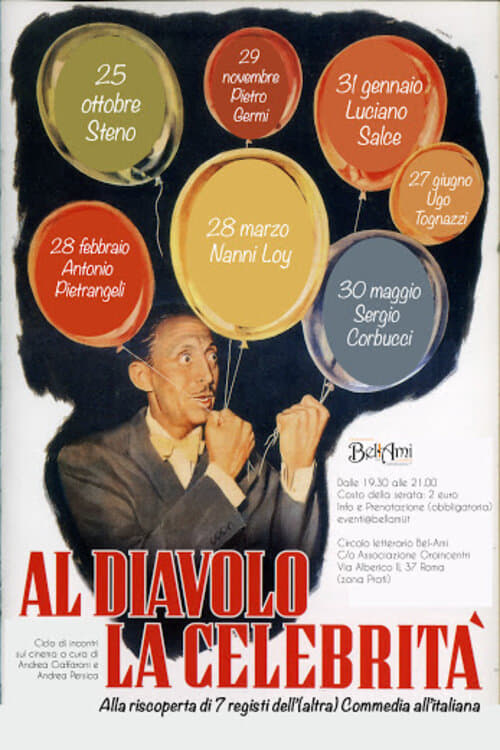 25
ottobre
Steno
29
novembre
Pietro
Germi
31 gennaio
Luciano
Salce
27 giugno
Ugo
Tognazzi
28 marzo
Nanni Loy
28 febbraio
Antonio
Pietrangeli
30 maggio
Sergio
Corbucci
Bel-Ami
Dalle 19.30 alle 21.00
Costo della serata: 2 euro
Info e Prenotazione (obbligatoria)
eventi@bellami.it
Circolo letterario Bel-Ami
C/o Associazione Oroincentri
Via Alberico II, 37 Roma
(zona Prati)
AL DIAVOLO
LA CELEBRITÀ
Ciclo di incontri
sul cinema a cura di
Andrea Ciaffaroni e
Andrea Persica
Alla riscoperta di 7 registi dell'(altra) Commedia all'italiana